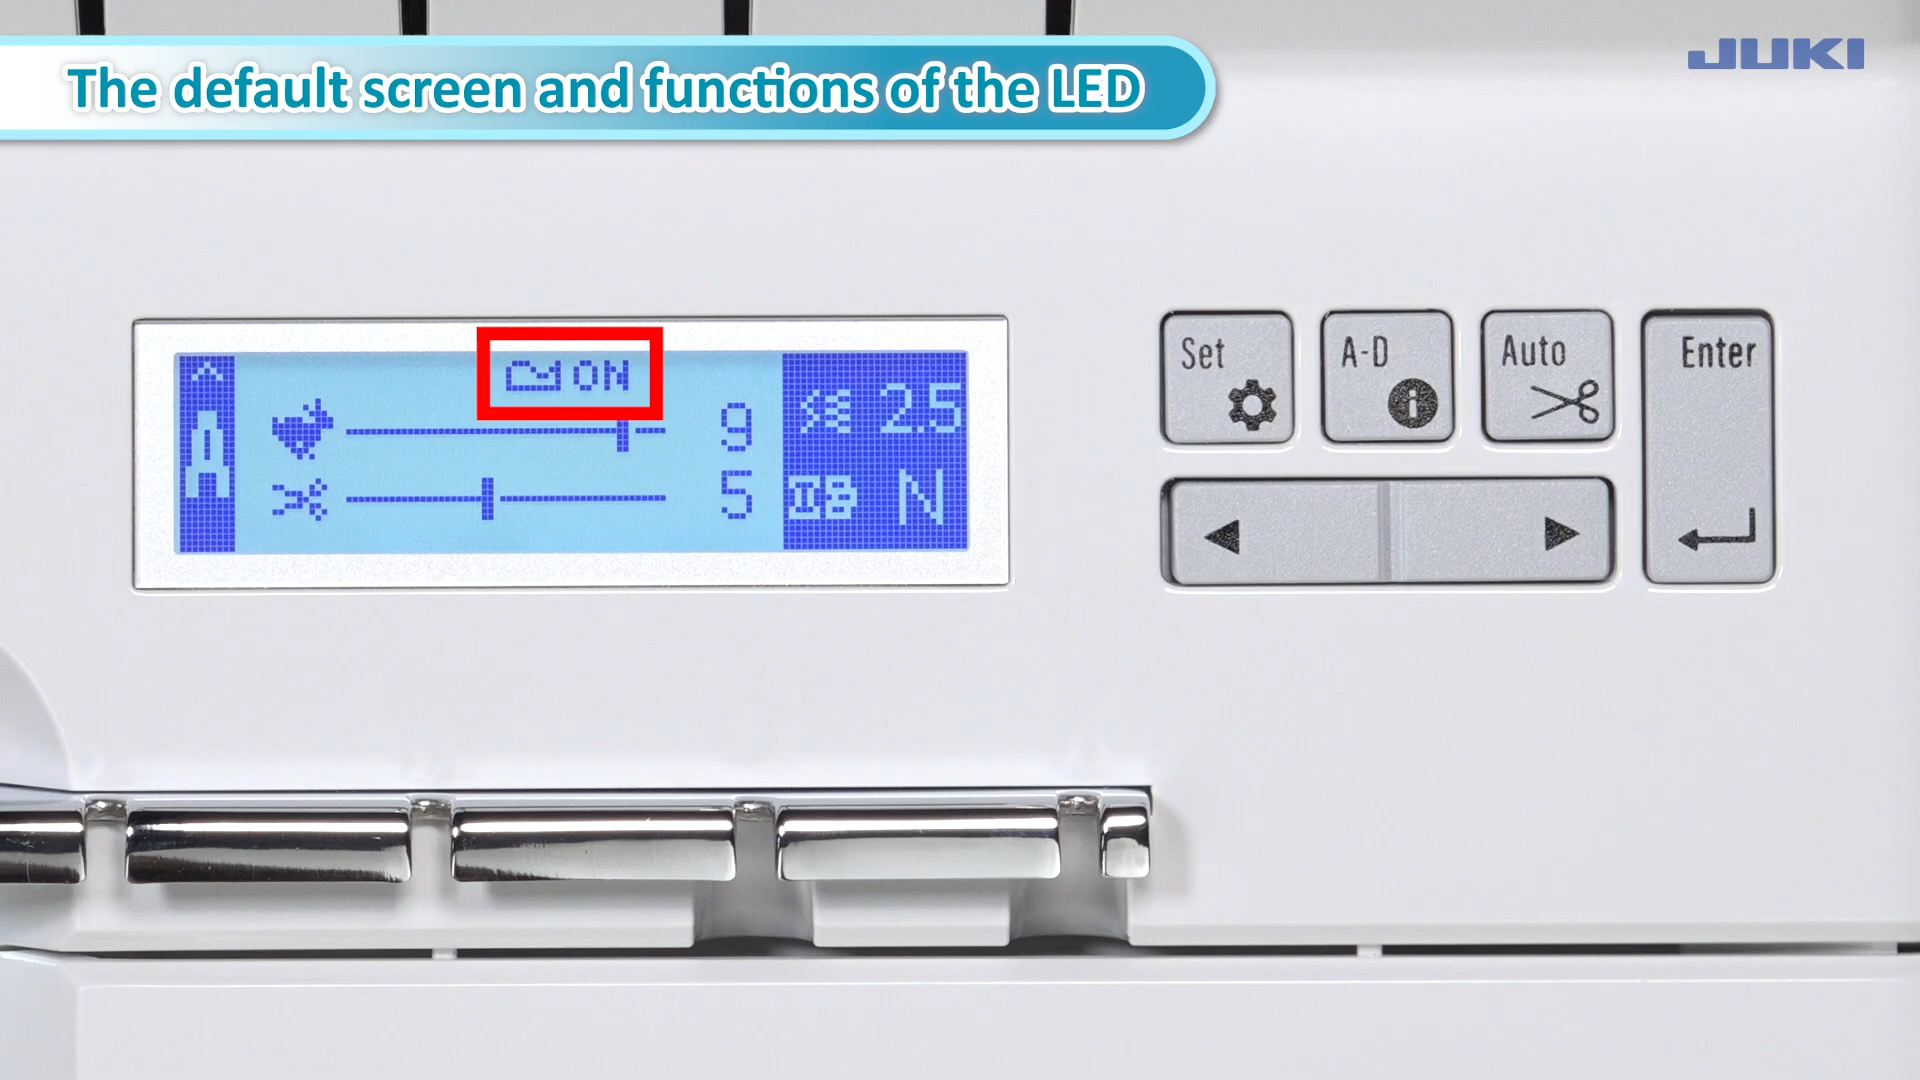 The default screen and functions of the LED
JUKI
ON
9
5
2.5
N
Set
A-D
Auto
Enter